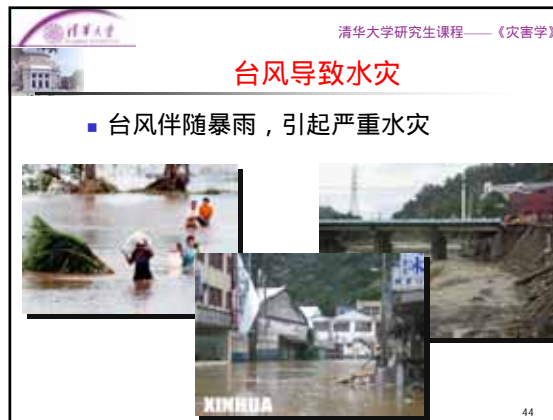 清华大学
清华大学研究生课程——《灾害学》
台风导致水灾
台风伴随暴雨，引起严重水灾
XINHUA
44